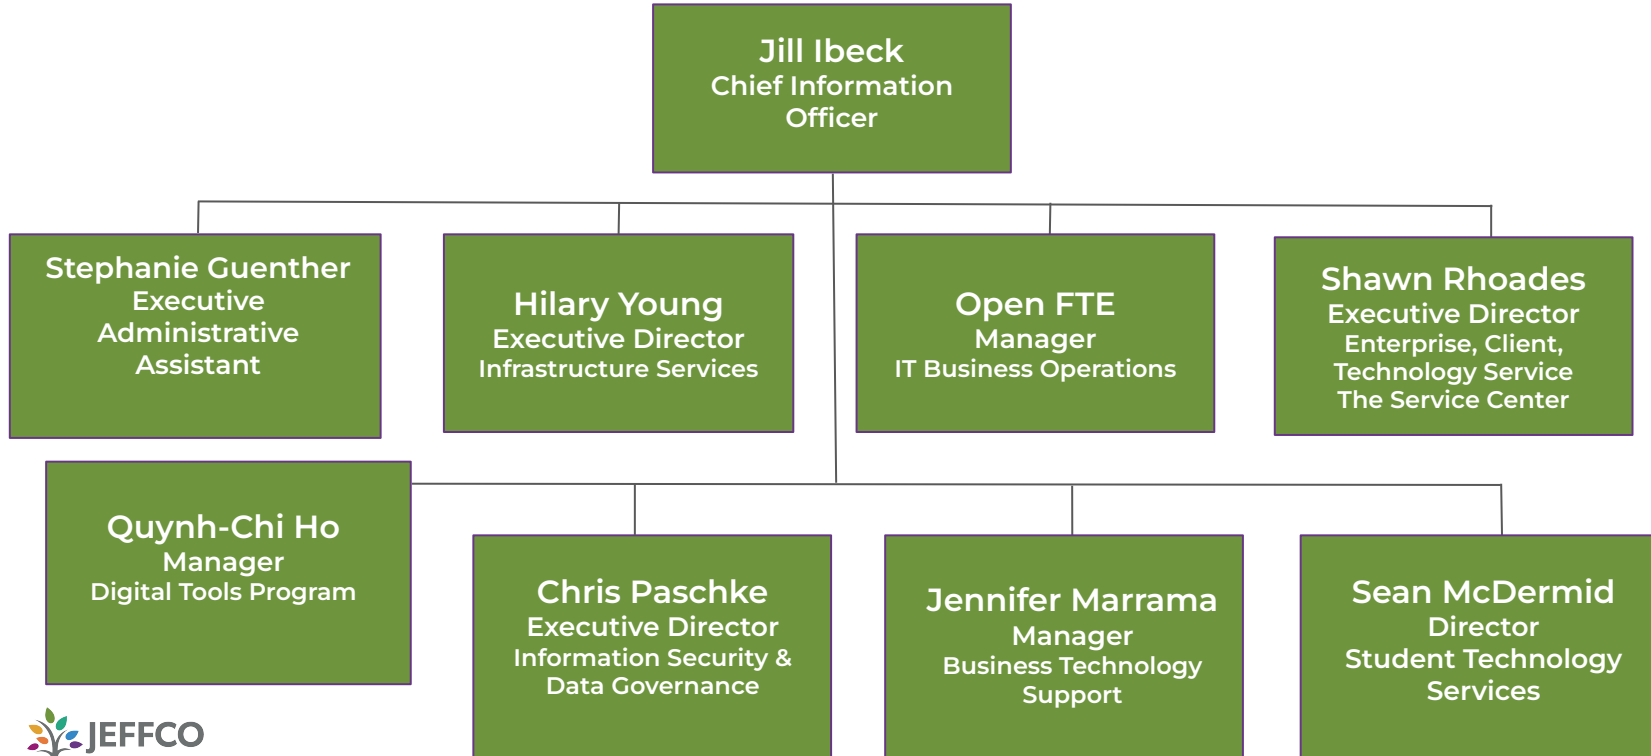 Jill Ibeck
Chief Information
Officer
Stephanie Guenther
Executive
Administrative
Assistant
Hilary Young
Executive Director
Infrastructure Services
Open FTE
Manager
IT Business Operations
Shawn Rhoades
Executive Director
Enterprise, Client,
Technology Service
The Service Center
Quynh-Chi Ho
Manager
Digital Tools Program
Chris Paschke
Executive Director
Information Security &
Data Governance
Jennifer Marrama
Manager
Business Technology
Support
Sean McDermid
Director
Student Technology
Services
JEFFCO